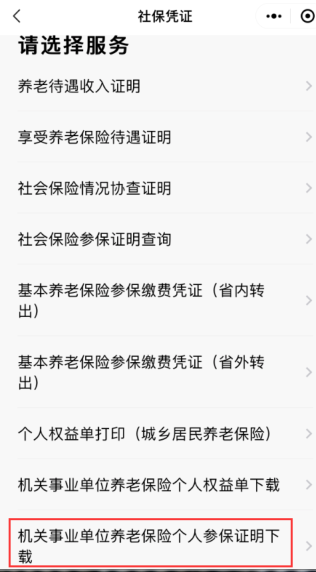 社保凭证
请选择服务
养老待遇收入证明
享受养老保险待遇证明
社会保险情况协查证明
社会保险参保证明查询
基本养老保险参保缴费凭证（省内转
出）
基本养老保险参保缴费凭证（省外转
出）
个人权益单打印（城乡居民养老保险）
机关事业单位养老保险个人权益单下载
机关事业单位养老保险个人参保证明下
载